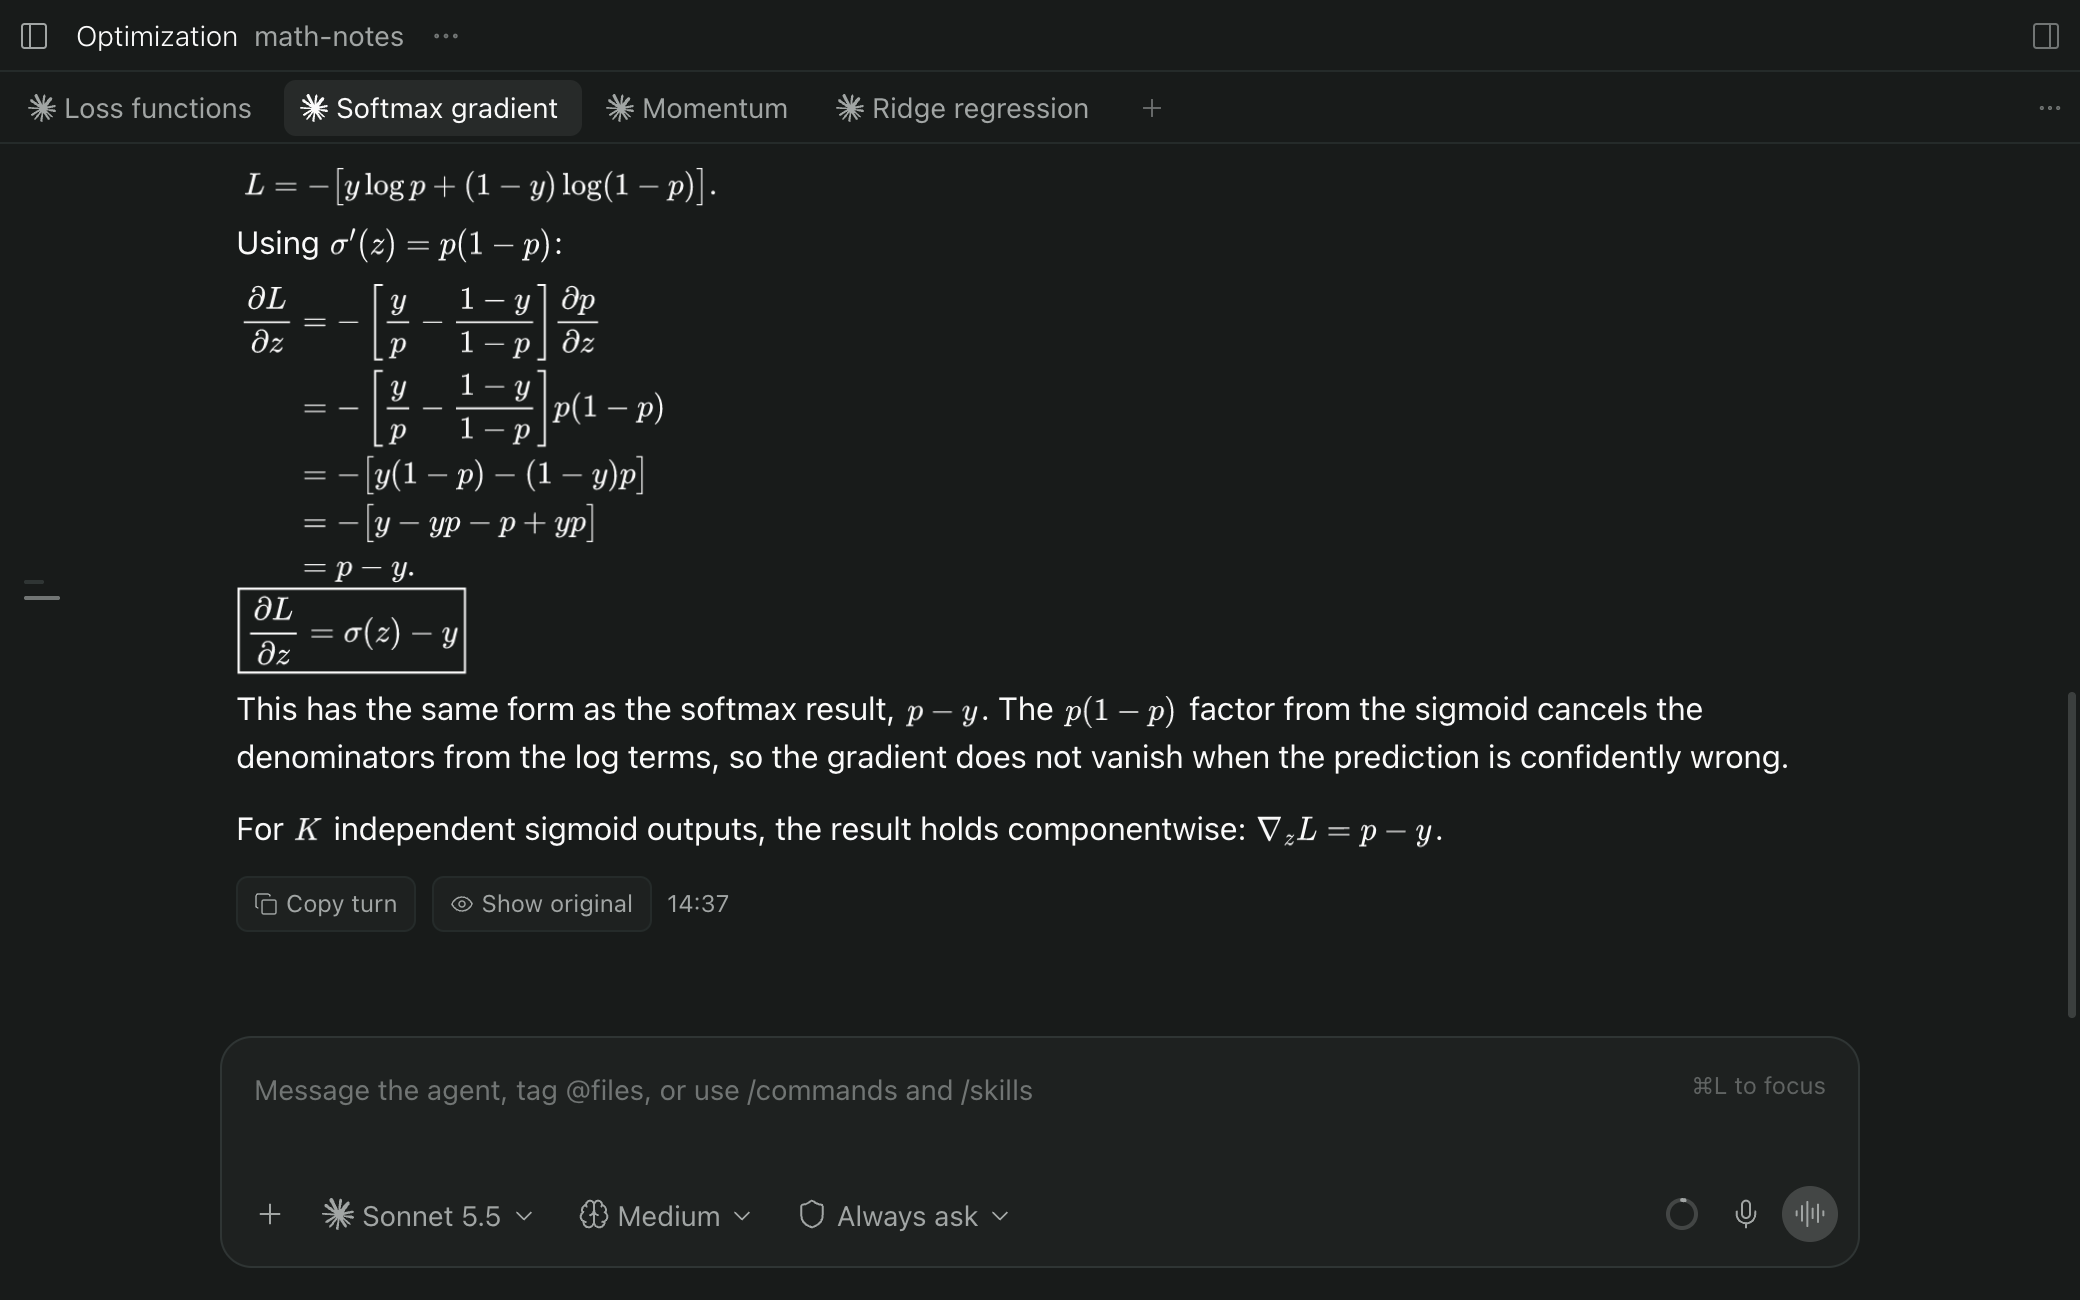 Optimization math-notes ...
Loss functions Softmax gradient Momentum Ridge regression + ...
L = −[y log p + (1 − y) log(1 − p)].
Using σ′(z) = p(1 − p):
∂L/∂z = −[y/p − (1 − y)/(1 − p)] ∂p/∂z
= −[y/p − (1 − y)/(1 − p)] p(1 − p)
= −[y(1 − p) − (1 − y)p]
= −[y − yp − p + yp]
= p − y.
∂L/∂z = σ(z) − y
This has the same form as the softmax result, p − y. The p(1 − p) factor from the sigmoid cancels the
denominators from the log terms, so the gradient does not vanish when the prediction is confidently wrong.
For K independent sigmoid outputs, the result holds componentwise: ∇_z L = p − y.
Copy turn Show original 14:37
Message the agent, tag @files, or use /commands and /skills ⌘L to focus
+ Sonnet 5.5 Medium Always ask